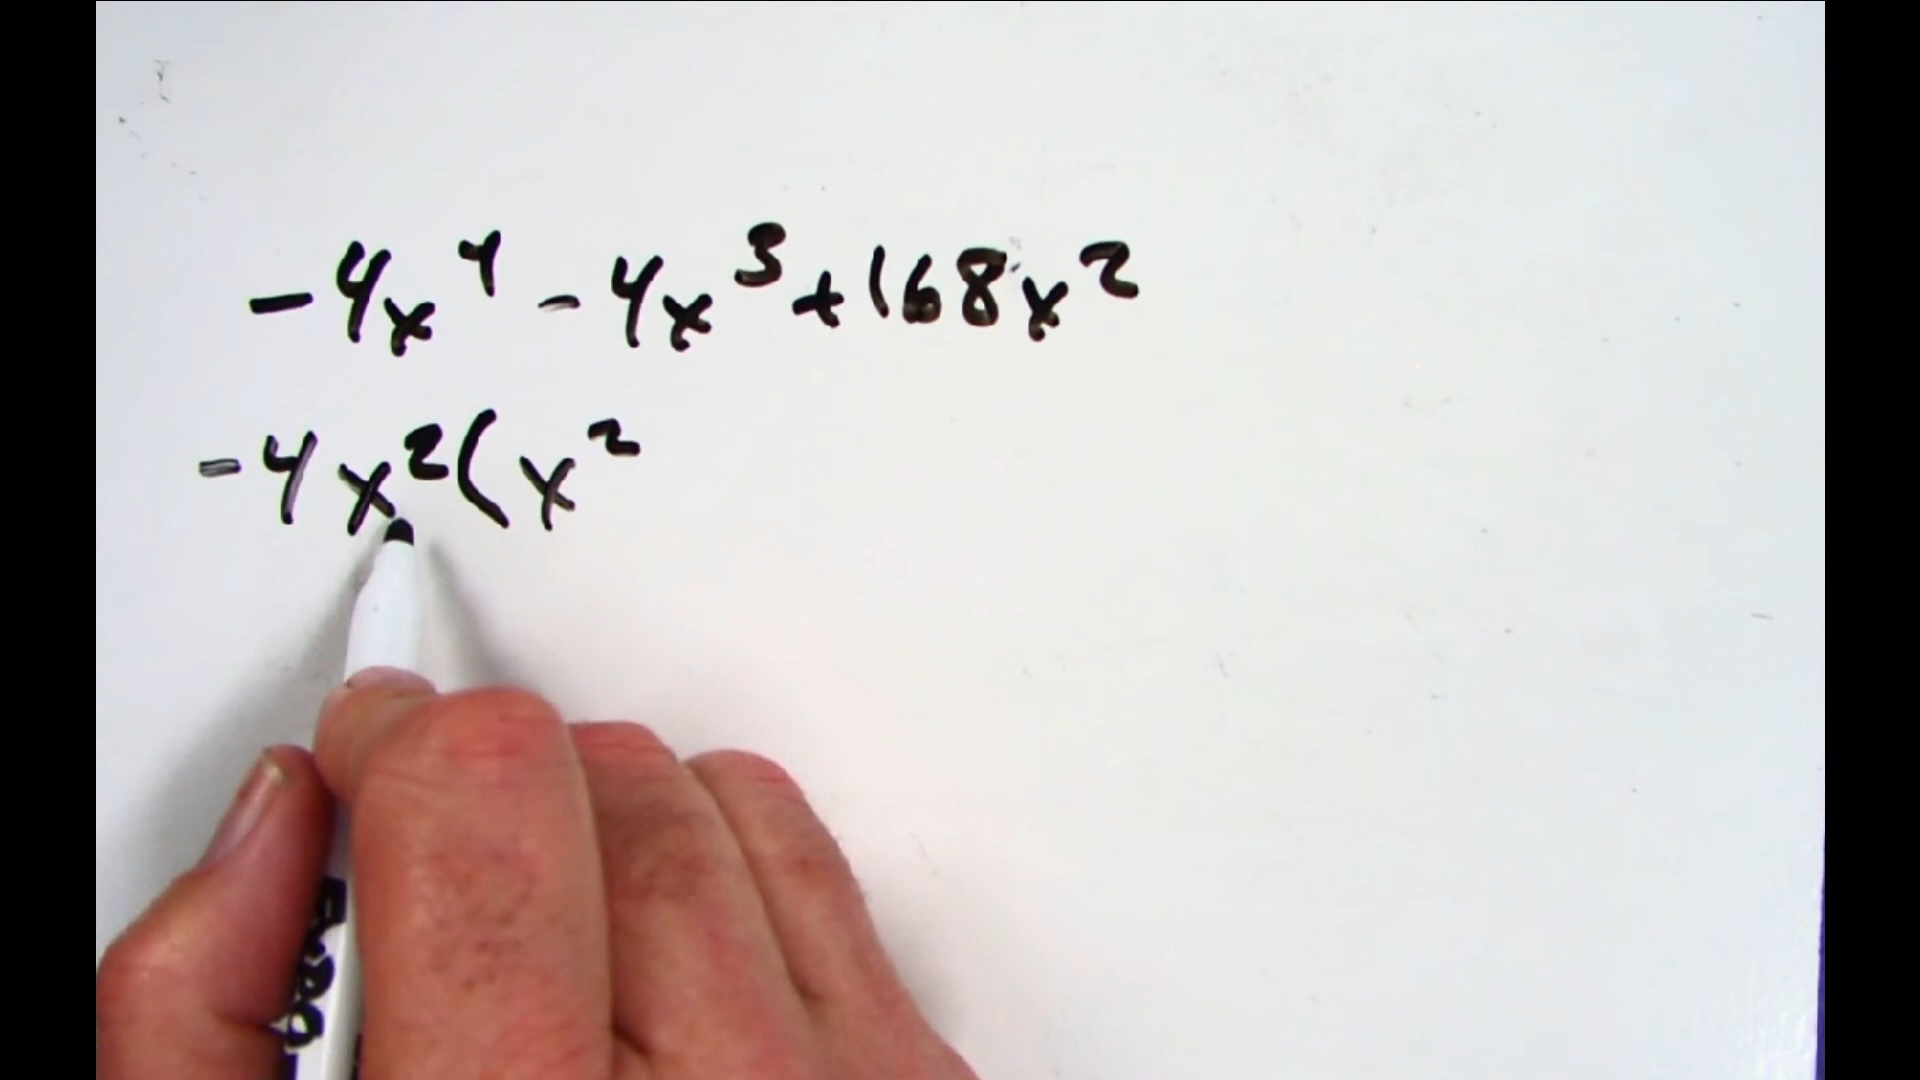 -4x⁴ - 4x³ + 168x²
-4x²(x²